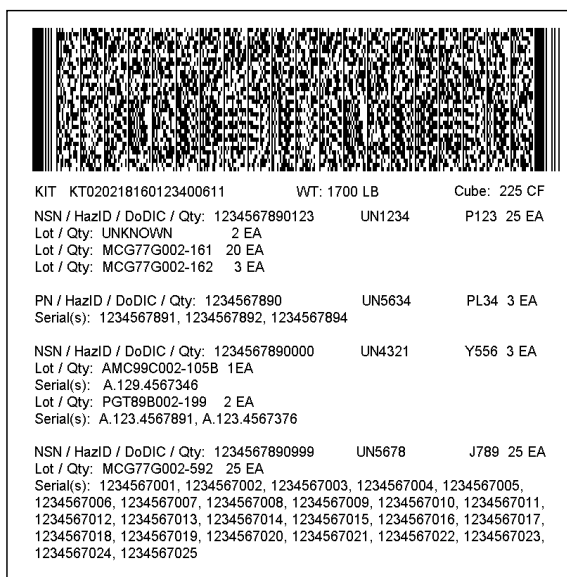 KIT KT020218160123400611 WT: 1700 LB Cube: 225 CF
NSN / HazID / DoDIC / Qty: 1234567890123 UN1234 P123 25 EA
Lot / Qty: UNKNOWN 2 EA
Lot / Qty: MCG77G002-161 20 EA
Lot / Qty: MCG77G002-162 3 EA
PN / HazID / DoDIC / Qty: 1234567890 UN5634 PL34 3 EA
Serial(s): 1234567891, 1234567892, 1234567894
NSN / HazID / DoDIC / Qty: 1234567890000 UN4321 Y556 3 EA
Lot / Qty: AMC99C002-105B 1EA
Serial(s): A.129.4567346
Lot / Qty: PGT89B002-199 2 EA
Serial(s): A.123.4567891, A.123.4567376
NSN / HazID / DoDIC / Qty: 1234567890999 UN5678 J789 25 EA
Lot / Qty: MCG77G002-592 25 EA
Serial(s): 1234567001, 1234567002, 1234567003, 1234567004, 1234567005,
1234567006, 1234567007, 1234567008, 1234567009, 1234567010, 1234567011,
1234567012, 1234567013, 1234567014, 1234567015, 1234567016, 1234567017,
1234567018, 1234567019, 1234567020, 1234567021, 1234567022, 1234567023,
1234567024, 1234567025